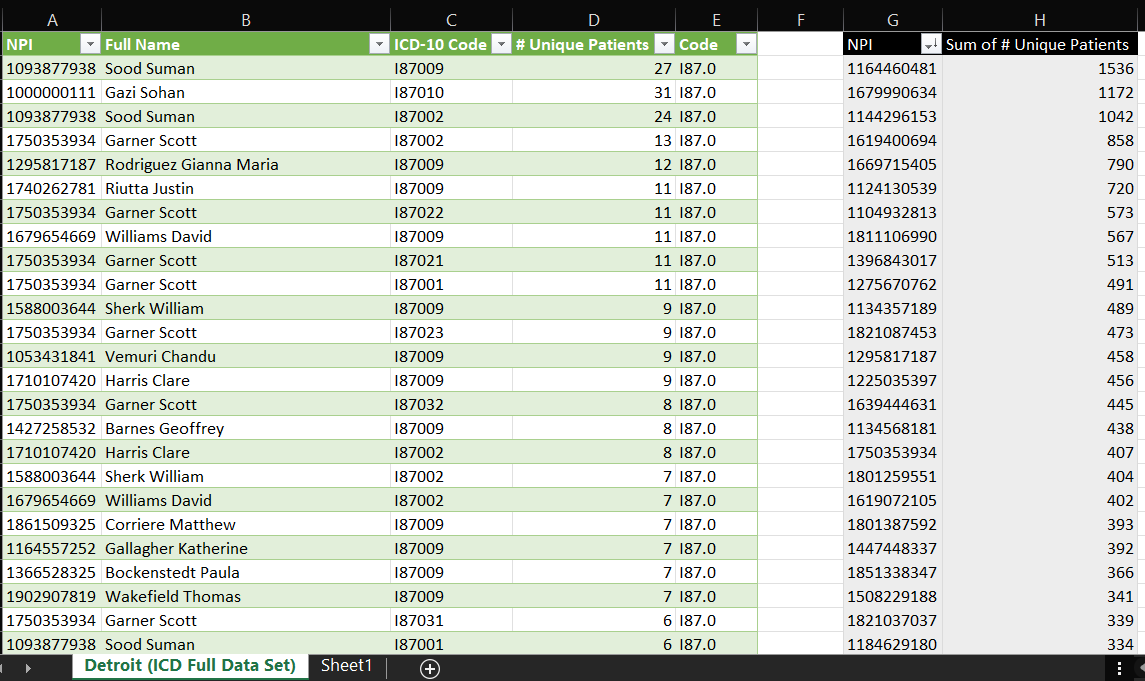 A B C D E F G H
NPI Full Name ICD-10 Code # Unique Patients Code NPI Sum of # Unique Patients
1093877938 Sood Suman I87009 27 I87.0 1164460481 1536
1000000111 Gazi Sohan I87010 31 I87.0 1679990634 1172
1093877938 Sood Suman I87002 24 I87.0 1144296153 1042
1750353934 Garner Scott I87002 13 I87.0 1619400694 858
1295817187 Rodriguez Gianna Maria I87009 12 I87.0 1669715405 790
1740262781 Riutta Justin I87009 11 I87.0 1124130539 720
1750353934 Garner Scott I87022 11 I87.0 1104932813 573
1679654669 Williams David I87009 11 I87.0 1811106990 567
1750353934 Garner Scott I87021 11 I87.0 1396843017 513
1750353934 Garner Scott I87001 11 I87.0 1275670762 491
1588003644 Sherk William I87009 9 I87.0 1134357189 489
1750353934 Garner Scott I87023 9 I87.0 1821087453 473
1053431841 Vemuri Chandu I87009 9 I87.0 1295817187 458
1710107420 Harris Clare I87009 9 I87.0 1225035397 456
1750353934 Garner Scott I87032 8 I87.0 1639444631 445
1427258532 Barnes Geoffrey I87009 8 I87.0 1134568181 438
1710107420 Harris Clare I87002 8 I87.0 1750353934 407
1588003644 Sherk William I87002 7 I87.0 1801259551 404
1679654669 Williams David I87002 7 I87.0 1619072105 402
1861509325 Corriere Matthew I87009 7 I87.0 1801387592 393
1164557252 Gallagher Katherine I87009 7 I87.0 1447448337 392
1366528325 Bockenstedt Paula I87009 7 I87.0 1851338347 366
1902907819 Wakefield Thomas I87009 7 I87.0 1508229188 341
1750353934 Garner Scott I87031 6 I87.0 1821037037 339
1093877938 Sood Suman I87001 6 I87.0 1184629180 334
Detroit (ICD Full Data Set) Sheet1